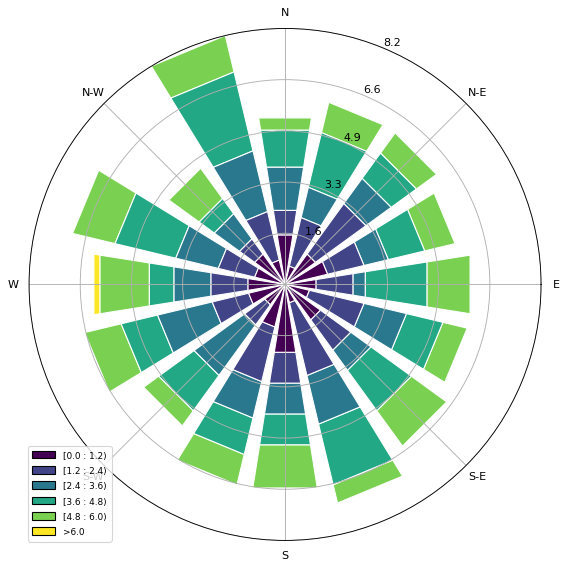 N
8.2
N-W
6.6
N-E
4.9
3.3
1.6
W
E
[0.0 : 1.2)
[1.2 : 2.4)
S-W
S-E
[2.4 : 3.6)
[3.6 : 4.8)
[4.8 : 6.0)
>6.0
S